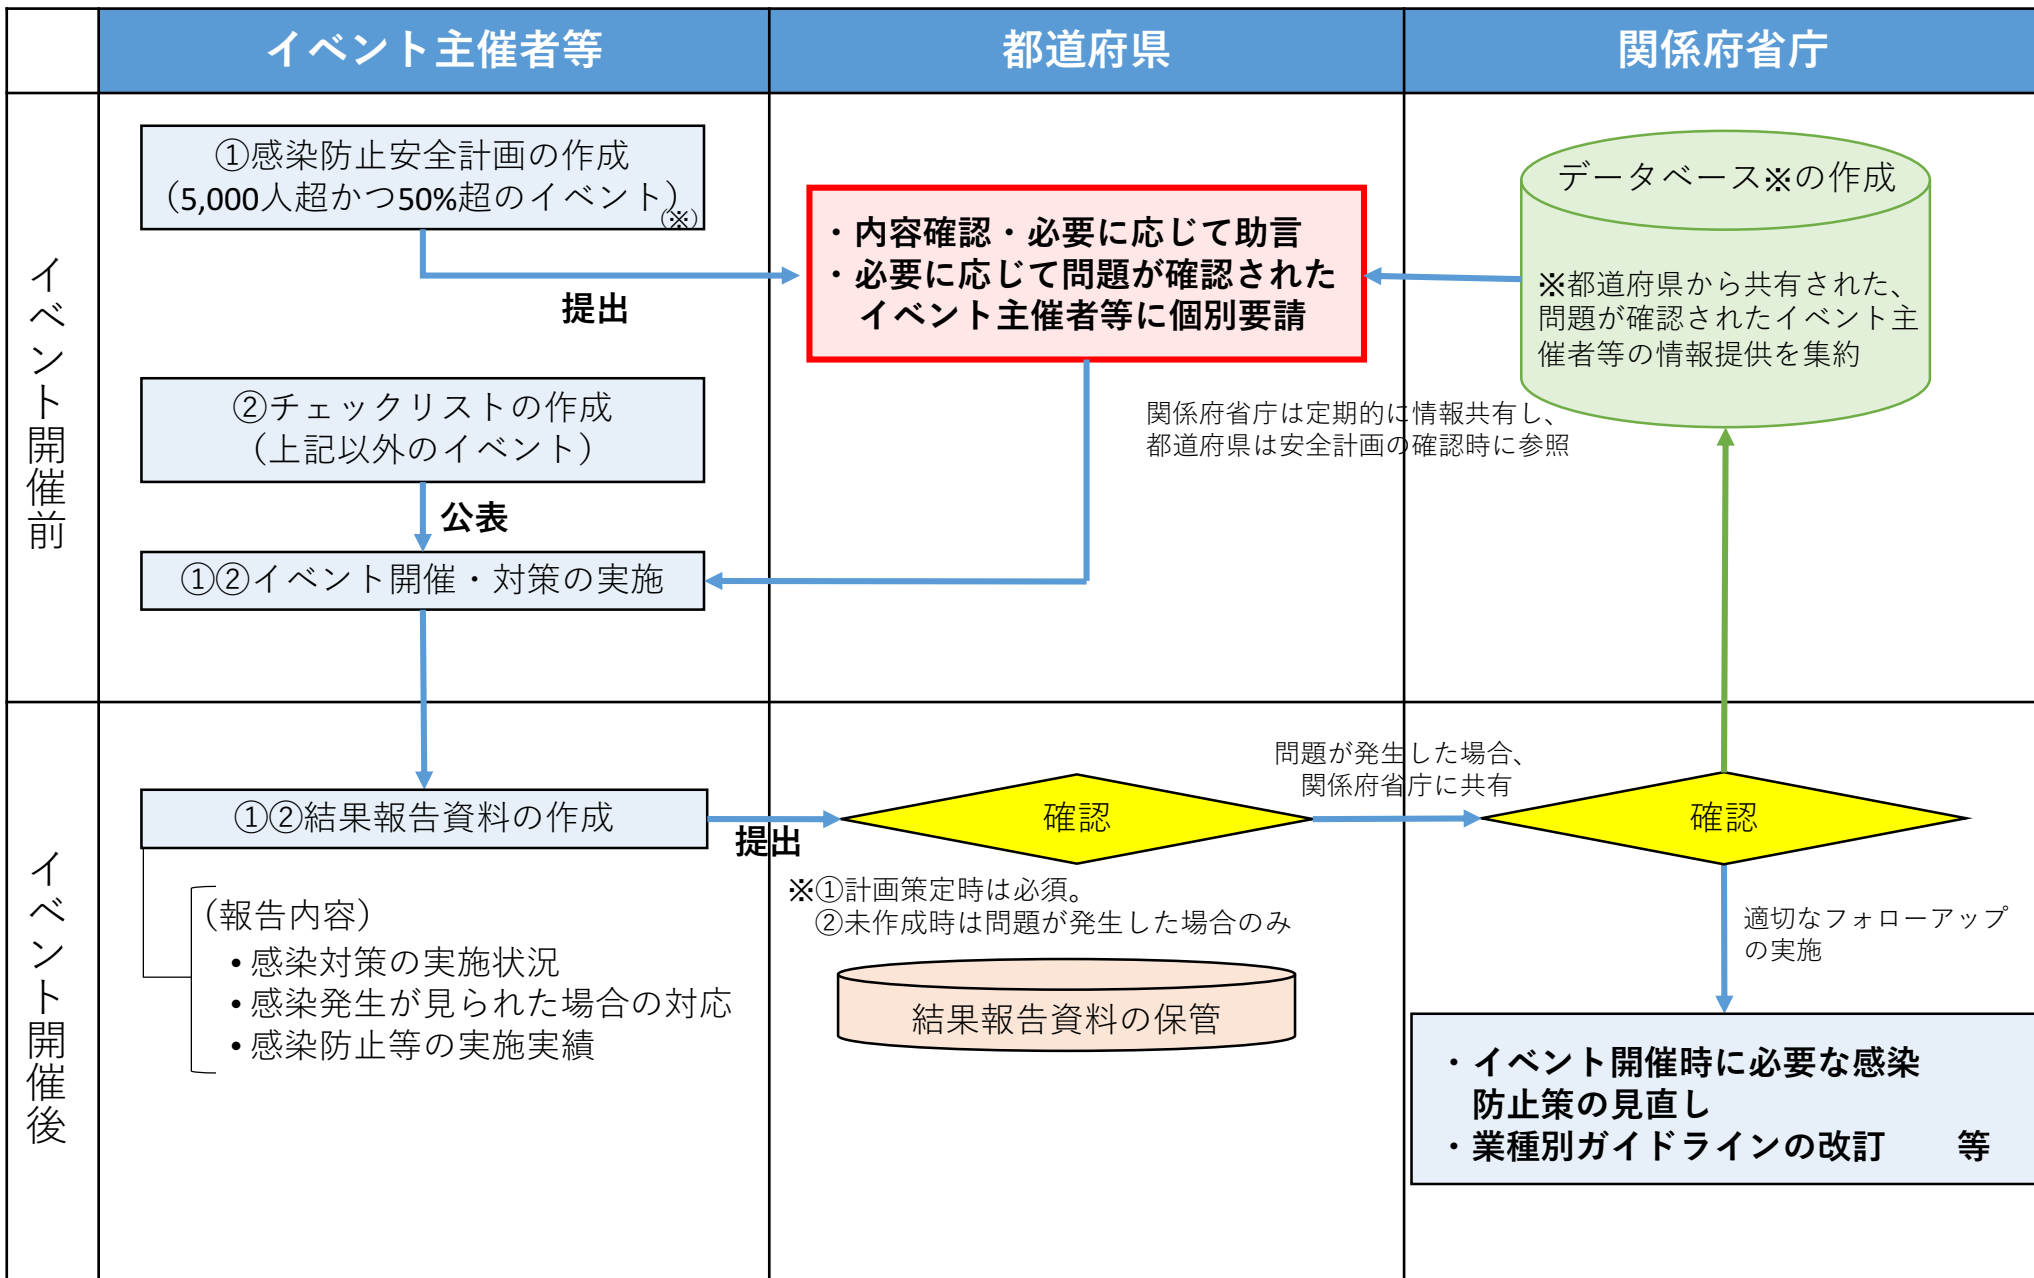 イベント主催者等
都道府県
関係府省庁
イベント開催前
①感染防止安全計画の作成
（5,000人超かつ50%超のイベント）
(※)
提出
・内容確認・必要に応じて助言
・必要に応じて問題が確認された
イベント主催者等に個別要請
データベース※の作成
※都道府県から共有された、
問題が確認されたイベント主
催者等の情報提供を集約
関係府省庁は定期的に情報共有し、
都道府県は安全計画の確認時に参照
②チェックリストの作成
（上記以外のイベント）
公表
①②イベント開催・対策の実施
イベント開催後
①②結果報告資料の作成
提出
確認
問題が発生した場合、
関係府省庁に共有
確認
※①計画策定時は必須。
②未作成時は問題が発生した場合のみ
（報告内容）
• 感染対策の実施状況
• 感染発生が見られた場合の対応
• 感染防止等の実施実績
結果報告資料の保管
適切なフォローアップ
の実施
・イベント開催時に必要な感染
防止策の見直し
・業種別ガイドラインの改訂　　等